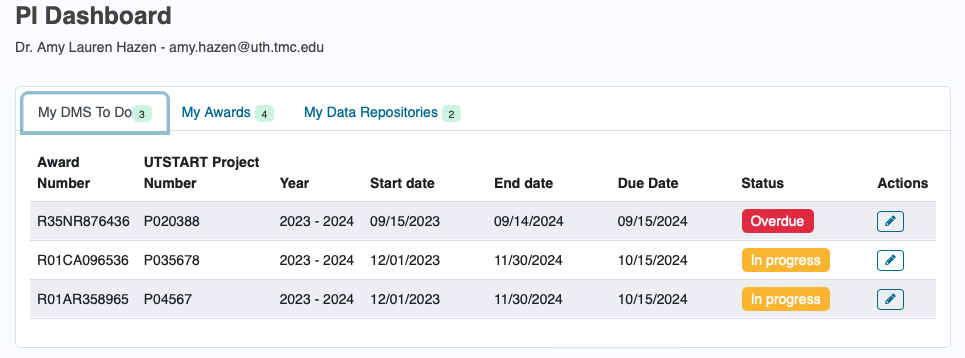 PI Dashboard
Dr. Amy Lauren Hazen - amy.hazen@uth.tmc.edu
My DMS To Do 3 My Awards 4 My Data Repositories 2
Award Number UTSTART Project Number Year Start date End date Due Date Status Actions
R35NR876436 P020388 2023 - 2024 09/15/2023 09/14/2024 09/15/2024 Overdue
R01CA096536 P035678 2023 - 2024 12/01/2023 11/30/2024 10/15/2024 In progress
R01AR358965 P04567 2023 - 2024 12/01/2023 11/30/2024 10/15/2024 In progress